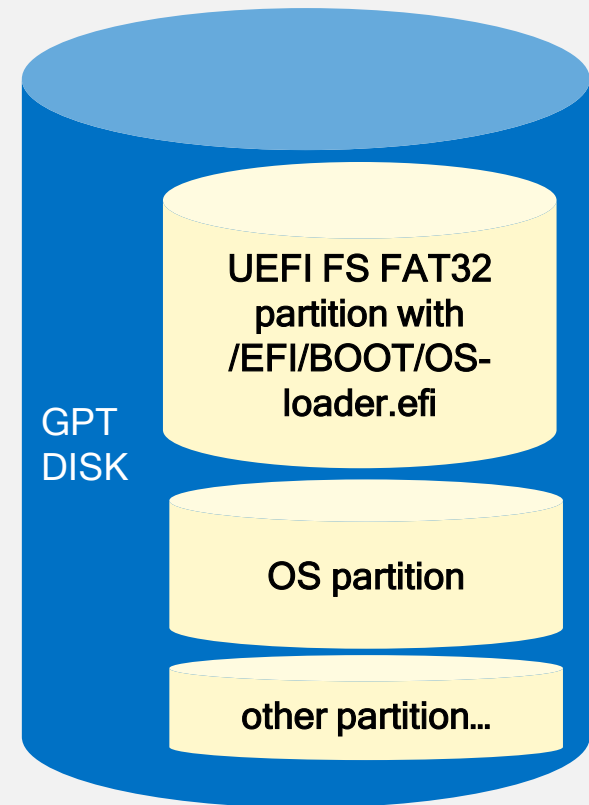 UEFI FS FAT32
partition with
/EFI/BOOT/OS-
loader.efi
GPT
DISK
OS partition
other partition...